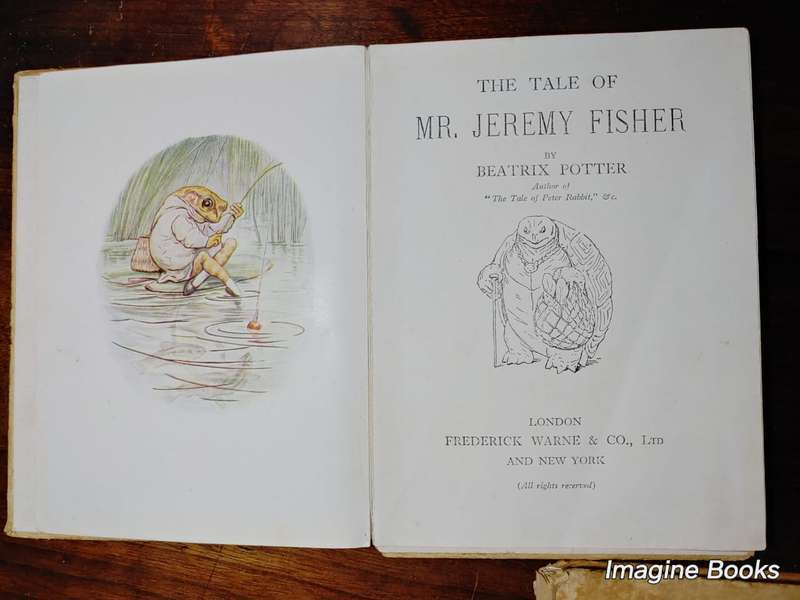 THE TALE OF
MR. JEREMY FISHER
BY
BEATRIX POTTER
Author of
"The Tale of Peter Rabbit," &c.
LONDON
FREDERICK WARNE & CO., LTD
AND NEW YORK
(All rights reserved)
Imagine Books